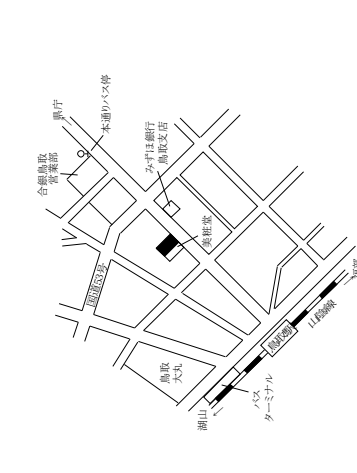 県庁
本通りバス停
合銀鳥取
営業部
みずほ銀行
鳥取支店
美粧堂
国道53号
鳥取
大丸
鳥取駅
山陰本線
バス
ターミナル
湖山